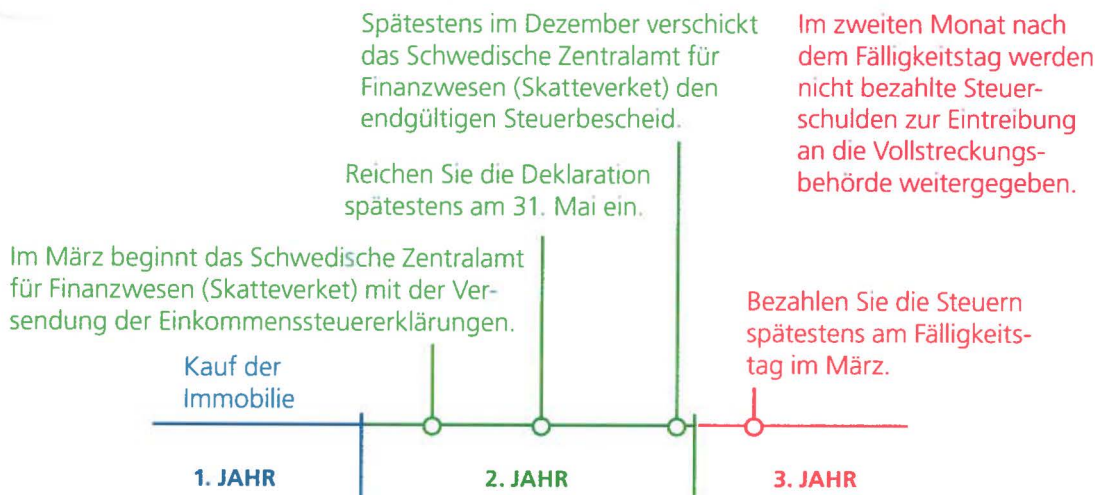 Spätestens im Dezember verschickt
das Schwedische Zentralamt für
Finanzwesen (Skatteverket) den
endgültigen Steuerbescheid.
Im zweiten Monat nach
dem Fälligkeitstag werden
nicht bezahlte Steuer-
schulden zur Eintreibung
an die Vollstreckungs-
behörde weitergegeben.
Reichen Sie die Deklaration
spätestens am 31. Mai ein.
Im März beginnt das Schwedische Zentralamt
für Finanzwesen (Skatteverket) mit der Ver-
sendung der Einkommenssteuererklärungen.
Bezahlen Sie die Steuern
spätestens am Fälligkeits-
tag im März.
Kauf der
Immobilie
1. JAHR
2. JAHR
3. JAHR